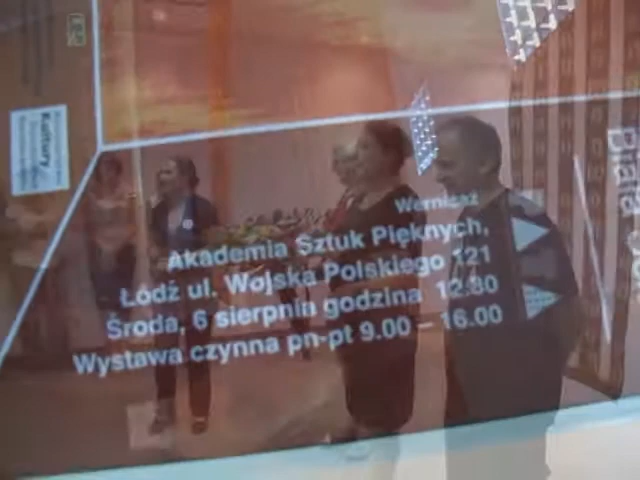 Kultury
Wernisaż
Akademia Sztuk Pięknych,
Łódź ul. Wojska Polskiego 121
Środa, 6 sierpnia godzina 12.30
Wystawa czynna pn-pt 9.00 – 16.00